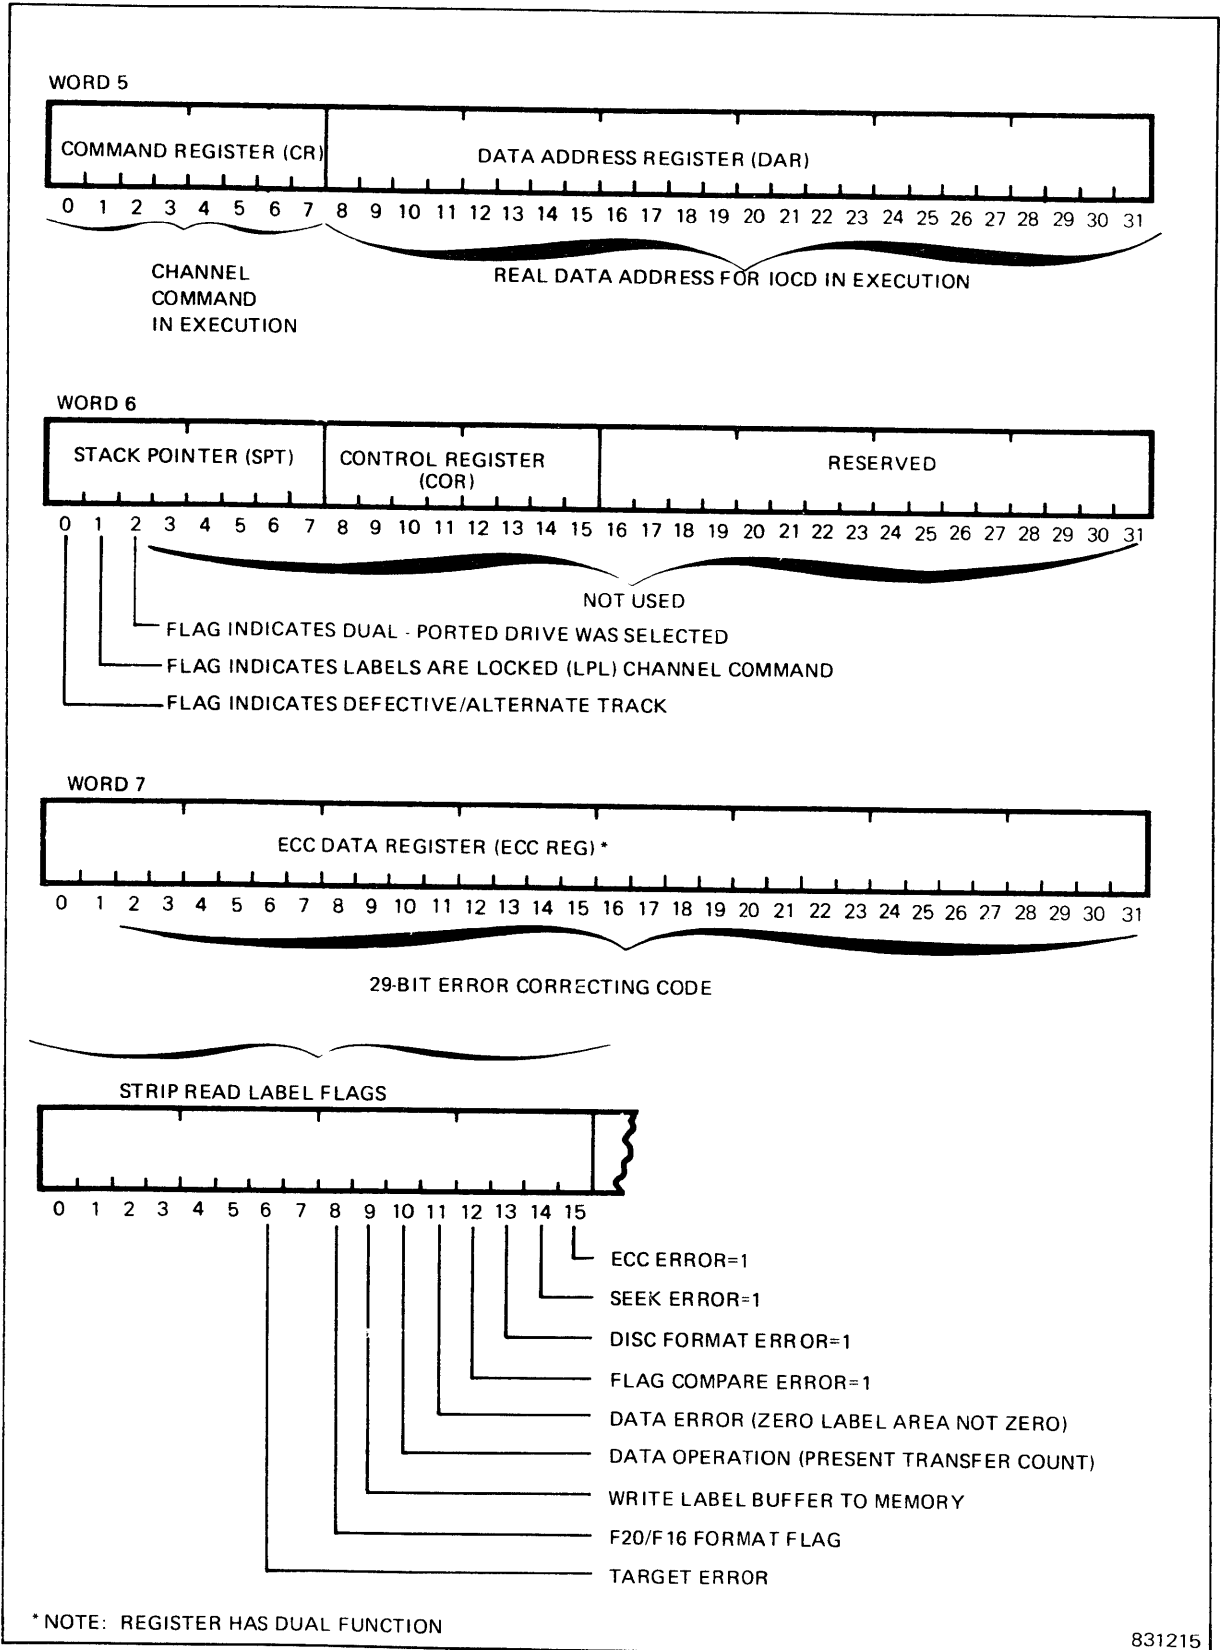 WORD 5
COMMAND REGISTER (CR) DATA ADDRESS REGISTER (DAR)
0 1 2 3 4 5 6 7 8 9 10 11 12 13 14 15 16 17 18 19 20 21 22 23 24 25 26 27 28 29 30 31
CHANNEL
COMMAND
IN EXECUTION
REAL DATA ADDRESS FOR IOCD IN EXECUTION
WORD 6
STACK POINTER (SPT) CONTROL REGISTER
(COR)
RESERVED
0 1 2 3 4 5 6 7 8 9 10 11 12 13 14 15 16 17 18 19 20 21 22 23 24 25 26 27 28 29 30 31
NOT USED
FLAG INDICATES DUAL - PORTED DRIVE WAS SELECTED
FLAG INDICATES LABELS ARE LOCKED (LPL) CHANNEL COMMAND
FLAG INDICATES DEFECTIVE/ALTERNATE TRACK
WORD 7
ECC DATA REGISTER (ECC REG) *
0 1 2 3 4 5 6 7 8 9 10 11 12 13 14 15 16 17 18 19 20 21 22 23 24 25 26 27 28 29 30 31
29-BIT ERROR CORRECTING CODE
STRIP READ LABEL FLAGS
0 1 2 3 4 5 6 7 8 9 10 11 12 13 14 15
ECC ERROR=1
SEEK ERROR=1
DISC FORMAT ERROR=1
FLAG COMPARE ERROR=1
DATA ERROR (ZERO LABEL AREA NOT ZERO)
DATA OPERATION (PRESENT TRANSFER COUNT)
WRITE LABEL BUFFER TO MEMORY
F20/F16 FORMAT FLAG
TARGET ERROR
* NOTE: REGISTER HAS DUAL FUNCTION
831215